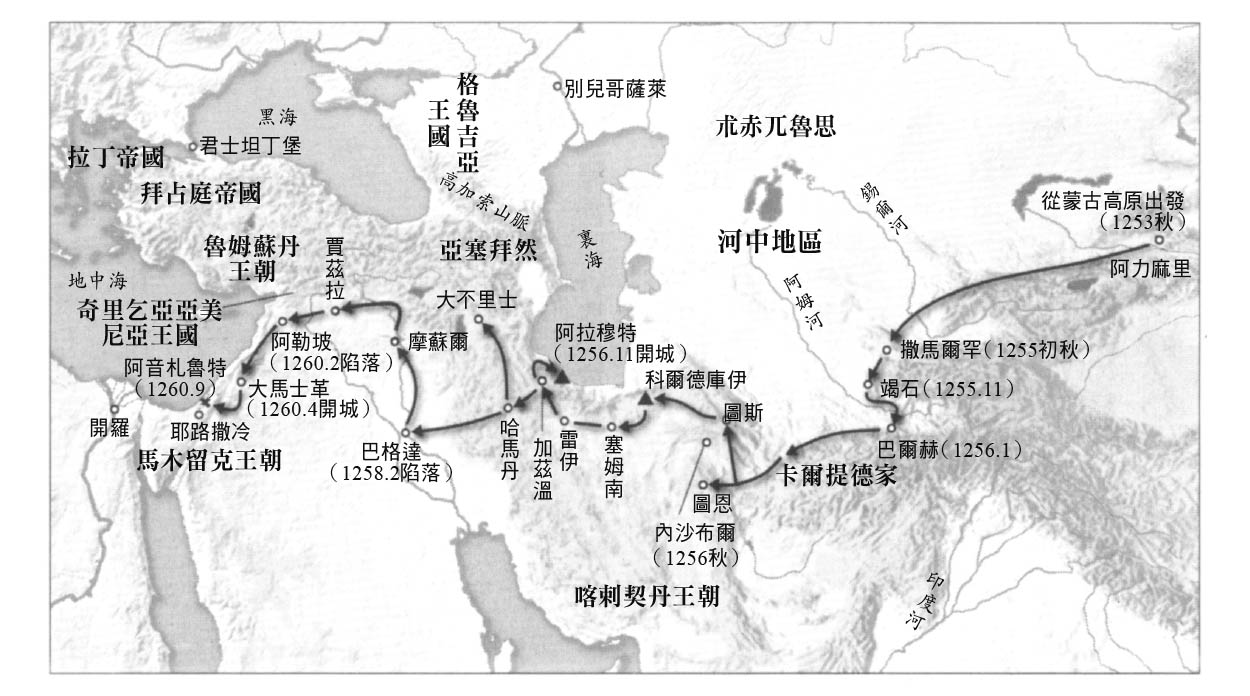 別兒哥薩萊
格魯吉亞
王國
黑海
朮赤兀魯思
君士坦丁堡
拉丁帝國
拜占庭帝國
高加索山脈
錫爾河
從蒙古高原出發
（1253秋）
阿力麻里
魯姆蘇丹
王朝
賈茲拉
亞塞拜然
裏海
河中地區
阿姆河
地中海
奇里乞亞亞美
尼亞王國
大不里士
阿拉穆特
（1256.11開城）
阿勒坡
（1260.2陷落）
摩蘇爾
撒馬爾罕（1255初秋）
阿音札魯特
（1260.9）
大馬士革
（1260.4開城）
科爾德庫伊
竭石（1255.11）
開羅
耶路撒冷
馬木留克王朝
巴格達
（1258.2陷落）
哈馬丹
加茲溫
雷伊
塞姆南
圖斯
巴爾赫（1256.1）
卡爾提德家
圖恩
內沙布爾
（1256秋）
喀剌契丹王朝
印度河